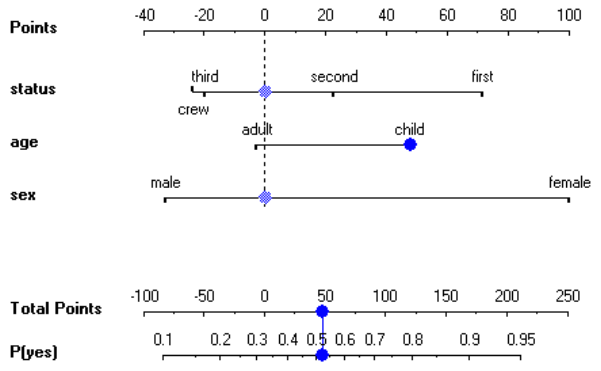 Points -40 -20 0 20 40 60 80 100
status third second first
crew
age adult child
sex male female
Total Points -100 -50 0 50 100 150 200 250
P(yes) 0.1 0.2 0.3 0.4 0.5 0.6 0.7 0.8 0.9 0.95